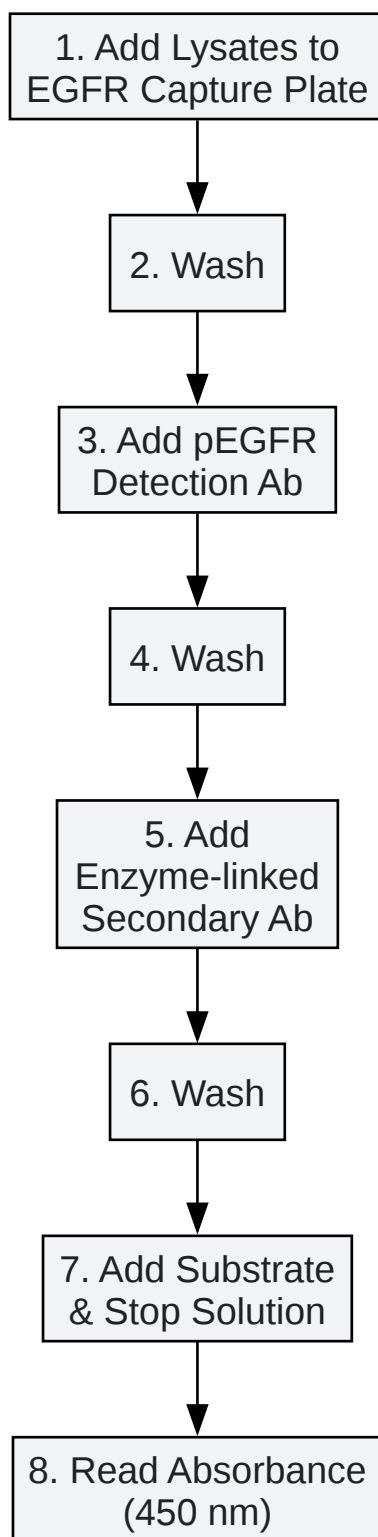 1. Add Lysates to
EGFR Capture Plate
2. Wash
3. Add pEGFR
Detection Ab
4. Wash
5. Add
Enzyme-linked
Secondary Ab
6. Wash
7. Add Substrate
& Stop Solution
8. Read Absorbance
(450 nm)